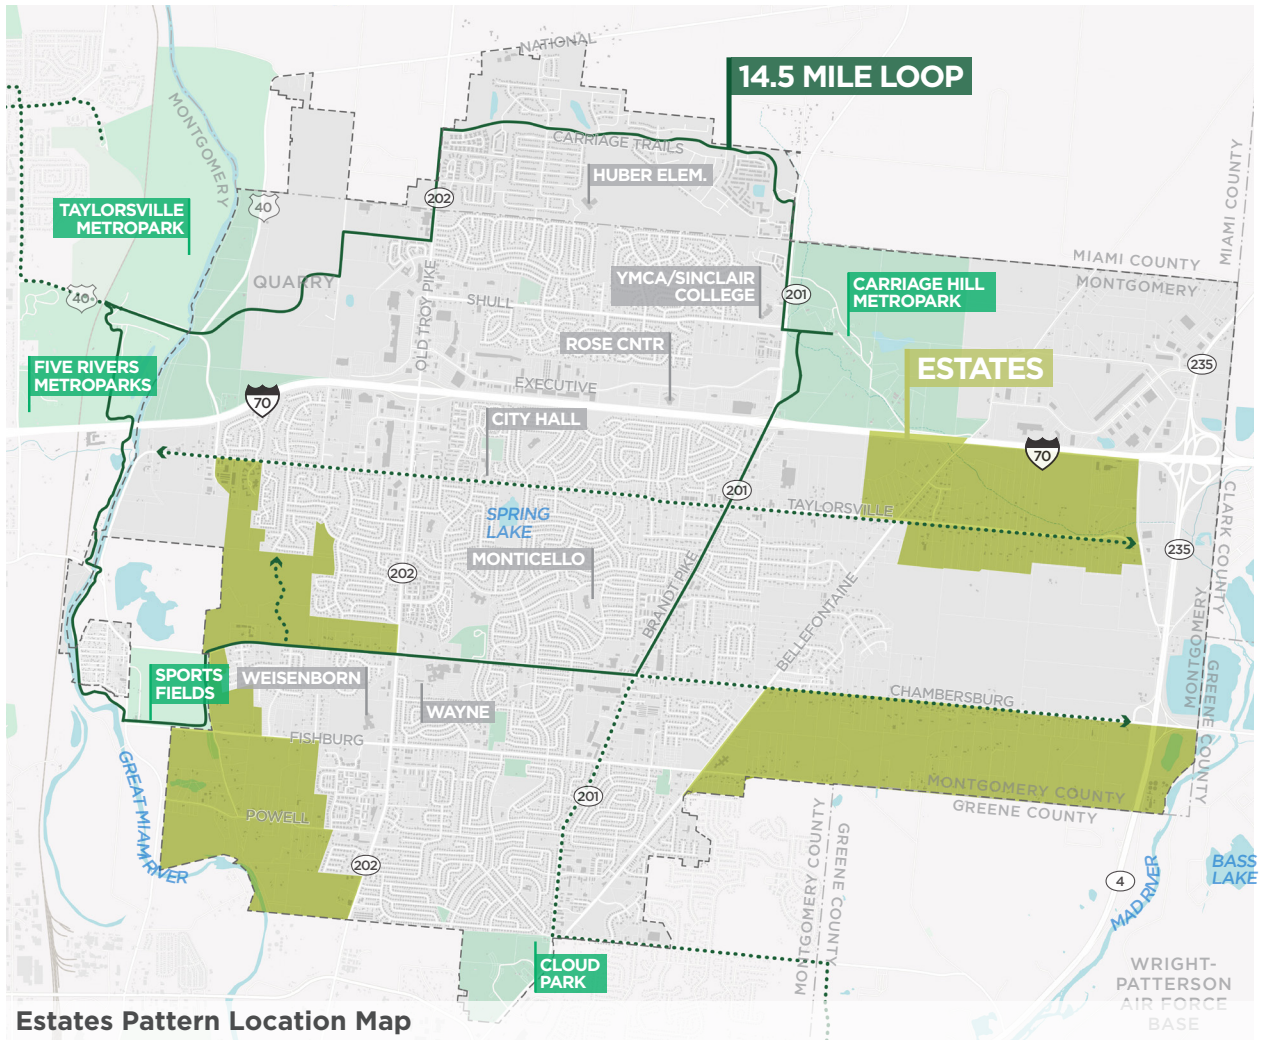 NATIONAL
14.5 MILE LOOP
MONTGOMERY
CARRIAGE TRAILS
HUBER ELEM.
202
40
TAYLORSVILLE
METROPARK
MIAMI COUNTY
MIAMI COUNTY
MONTGOMERY
QUARRY
YMCA/SINCLAIR
COLLEGE
201
CARRIAGE HILL
METROPARK
40
SHULL
OLD TROY PIKE
ROSE CNTR
FIVE RIVERS
METROPARKS
ESTATES
235
EXECUTIVE
70
CITY HALL
70
201
TAYLORSVILLE
SPRING
LAKE
CLARK COUNTY
235
MONTICELLO
202
BRANDT PIKE
BELLEFONTAINE
MONTGOMERY
GREENE COUNTY
SPORTS
FIELDS
WEISENBORN
WAYNE
CHAMBERSBURG
FISHBURG
GREAT MIAM RIVER
201
MONTGOMERY COUNTY
GREENE COUNTY
POWELL
202
MONTGOMERY COUNTY
GREENE COUNTY
4
MAD RIVER
BASS
LAKE
CLOUD
PARK
WRIGHT-
PATTERSON
AIR FORCE
BASE
Estates Pattern Location Map